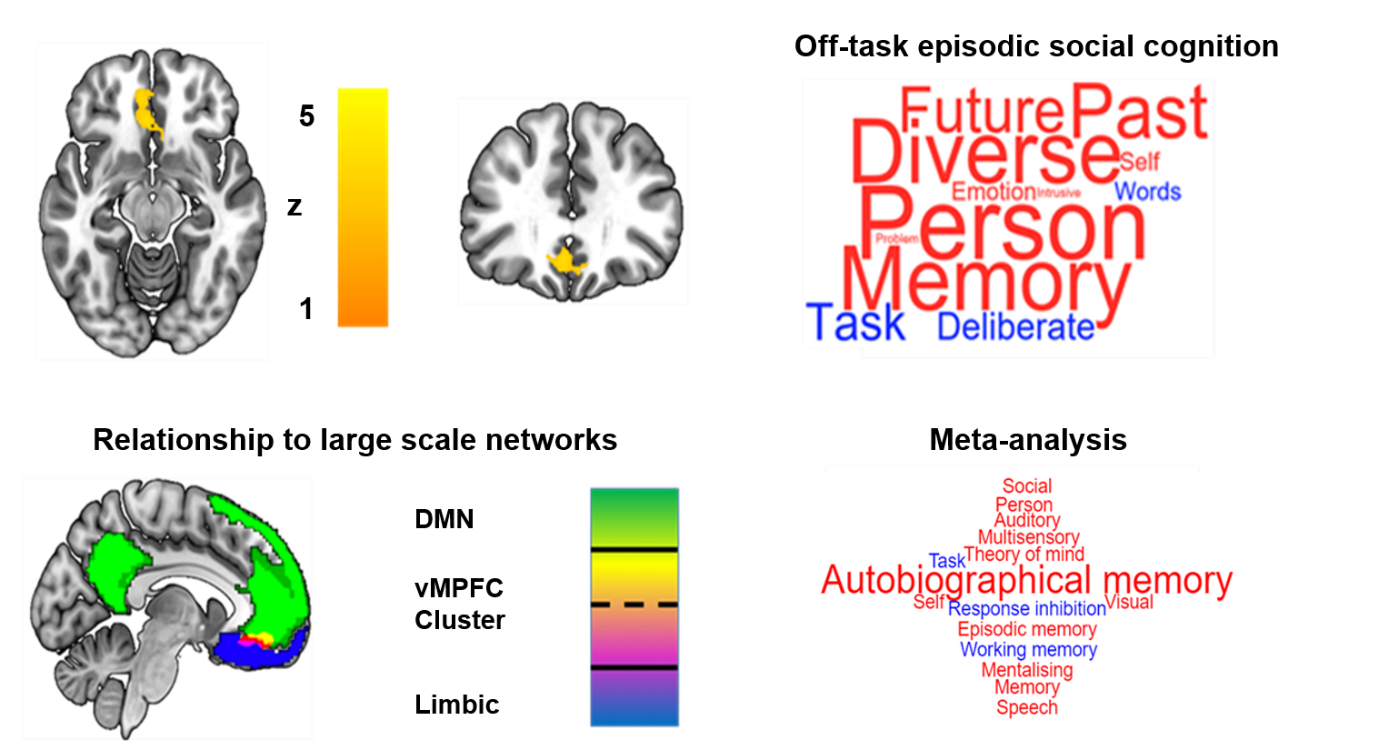 5
z
1
Off-task episodic social cognition
Future Past
Diverse Self
Emotion Intrusive Words
Person
Problem
Memory
Task Deliberate
Relationship to large scale networks
DMN
vMPFC
Cluster
Limbic
Meta-analysis
Social
Person
Auditory
Multisensory
Task Theory of mind
Autobiographical memory
Self Response inhibition Visual
Episodic memory
Working memory
Mentalising
Memory
Speech